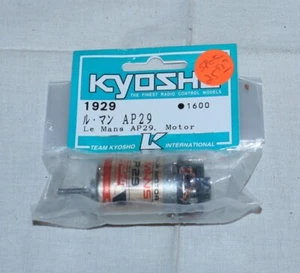 KYOSHO
THE FINEST RADIO CONTROL MODELS
1929 ●1600
ル・マン AP29
Le Mans AP29. Motor
TEAM KYOSHO K INTERNATIONAL